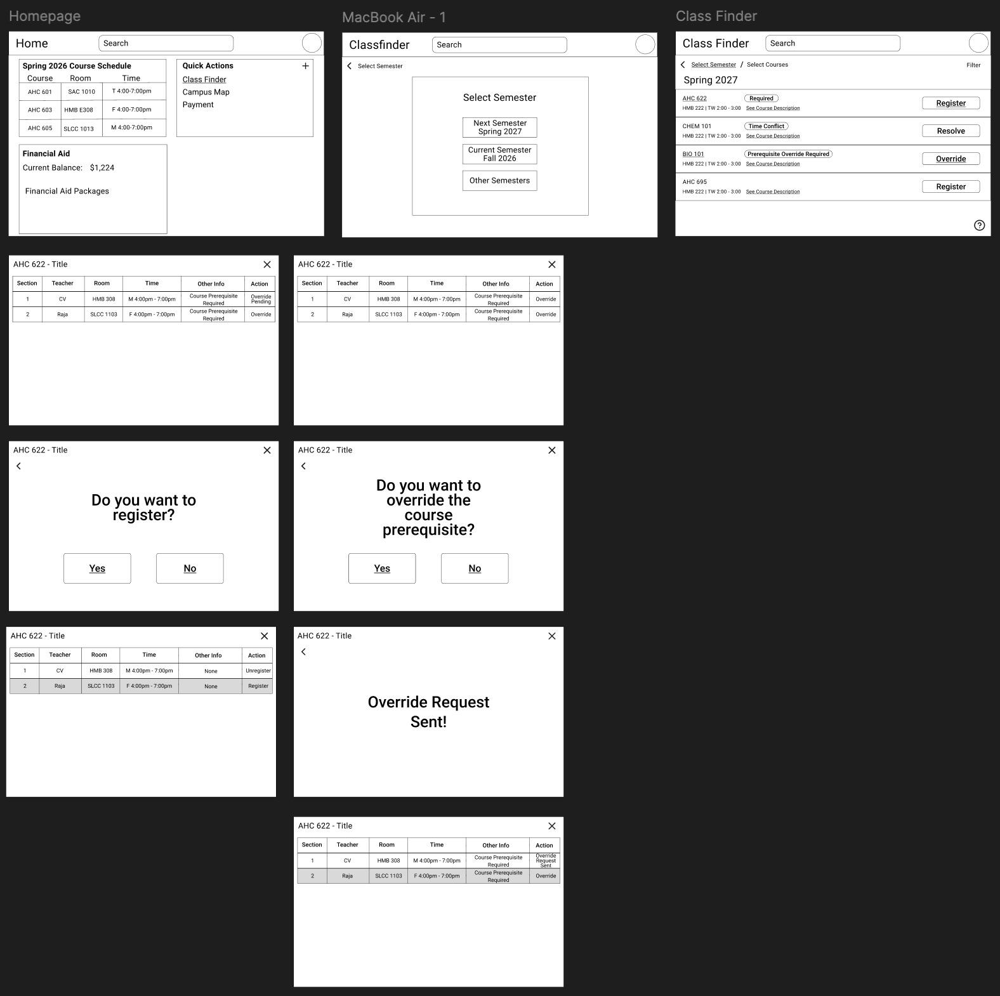 Homepage
Home
Search
Spring 2026 Course Schedule
Course Room Time
AHC 601 SAC 1010 T 4:00-7:00pm
AHC 603 HMB E308 F 4:00-7:00pm
AHC 605 SLCC 1013 M 4:00-7:00pm
Quick Actions
Class Finder
Campus Map
Payment
Financial Aid
Current Balance: $1,224
Financial Aid Packages
MacBook Air - 1
Classfinder
Search
Select Semester
Select Semester
Next Semester
Spring 2027
Current Semester
Fall 2026
Other Semesters
Class Finder
Class Finder
Search
Select Semester / Select Courses
Filter
Spring 2027
AHC 622 Required
HMB 222 | TW 2:00 - 3:00 See Course Description
Register
CHEM 101 Time Conflict
HMB 222 | TW 2:00 - 3:00 See Course Description
Resolve
BIO 101 Prerequisite Override Required
HMB 222 | TW 2:00 - 3:00 See Course Description
Override
AHC 695
HMB 222 | TW 2:00 - 3:00 See Course Description
Register
?
AHC 622 - Title
Section Teacher Room Time Other Info Action
1 CV HMB 308 M 4:00pm - 7:00pm Course Prerequisite
Required
Override
Pending
2 Raja SLCC 1103 F 4:00pm - 7:00pm Course Prerequisite
Required
Override
AHC 622 - Title
Section Teacher Room Time Other Info Action
1 CV HMB 308 M 4:00pm - 7:00pm Course Prerequisite
Required
Override
2 Raja SLCC 1103 F 4:00pm - 7:00pm Course Prerequisite
Required
Override
AHC 622 - Title
Do you want to
register?
Yes No
AHC 622 - Title
Do you want to
override the
course
prerequisite?
Yes No
AHC 622 - Title
Section Teacher Room Time Other Info Action
1 CV HMB 308 M 4:00pm - 7:00pm None Unregister
2 Raja SLCC 1103 F 4:00pm - 7:00pm None Register
AHC 622 - Title
Override Request
Sent!
AHC 622 - Title
Section Teacher Room Time Other Info Action
1 CV HMB 308 M 4:00pm - 7:00pm Course Prerequisite
Required
Override
Request
Sent
2 Raja SLCC 1103 F 4:00pm - 7:00pm Course Prerequisite
Required
Override